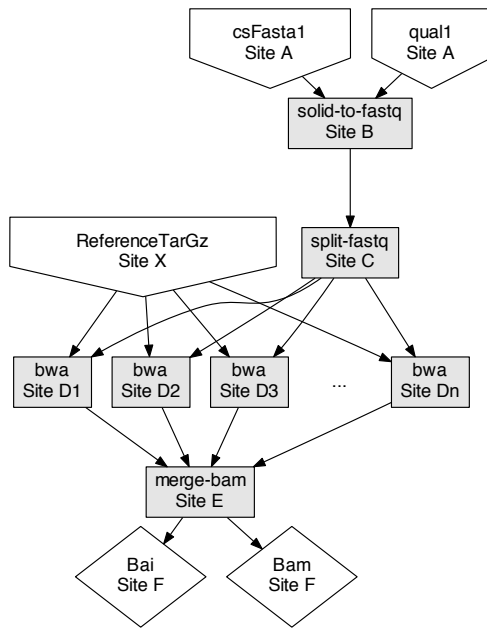 csFasta1
Site A
qual1
Site A
solid-to-fastq
Site B
ReferenceTarGz
Site X
split-fastq
Site C
bwa
Site D1
bwa
Site D2
bwa
Site D3
...
bwa
Site Dn
merge-bam
Site E
Bai
Site F
Bam
Site F